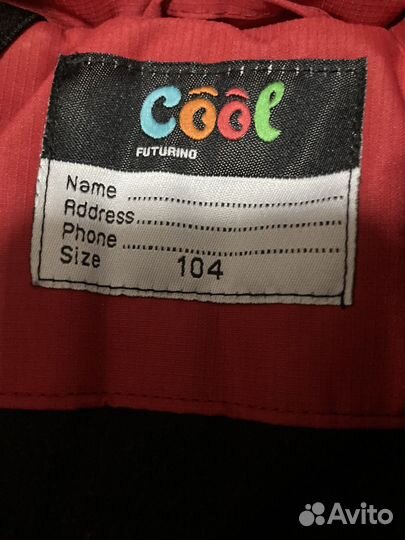 Cool
FUTURINO
Name
Address
Phone
Size 104
Avito